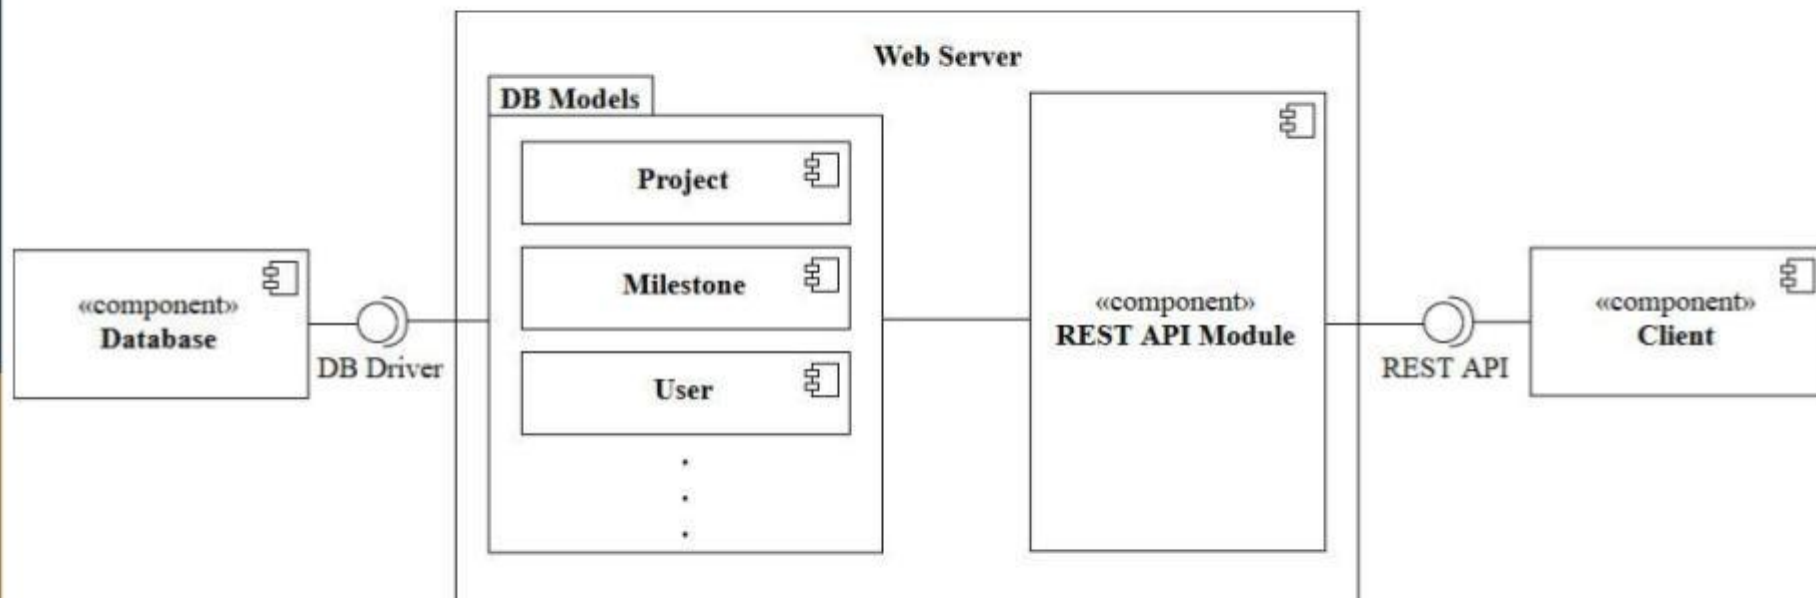 Web Server
DB Models
Project
Milestone
User
«component»
Database
DB Driver
«component»
REST API Module
REST API
«component»
Client